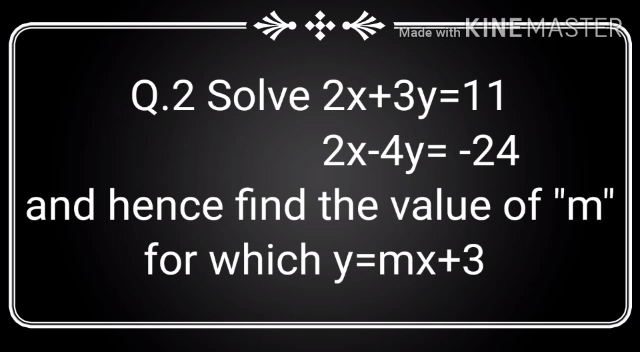 Made with KINEMASTER
Q.2 Solve 2x+3y=11
2x-4y= -24
and hence find the value of "m"
for which y=mx+3